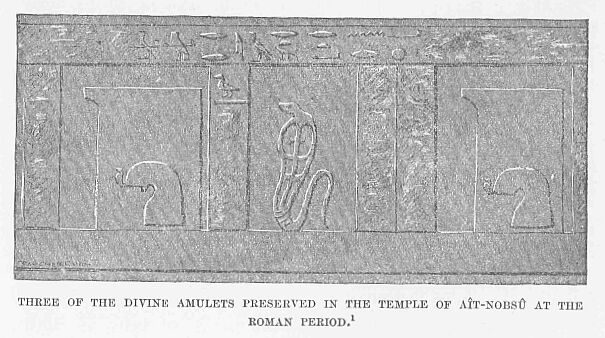 THREE OF THE DIVINE AMULETS PRESERVED IN THE TEMPLE OF AÎT-NOBSÛ AT THE
ROMAN PERIOD.¹